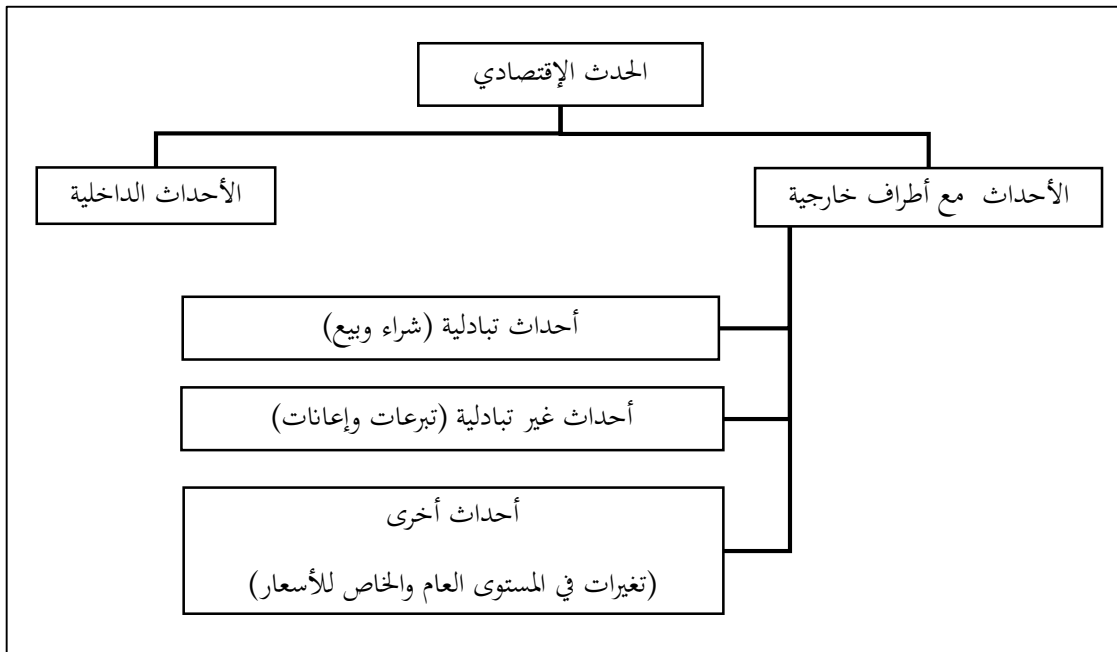 الحدث الإقتصادي
الأحداث مع أطراف خارجية
الأحداث الداخلية
أحداث تبادلية (شراء وبيع)
أحداث غير تبادلية (تبرعات وإعانات)
أحداث أخرى
(تغيرات في المستوى العام والخاص للأسعار)